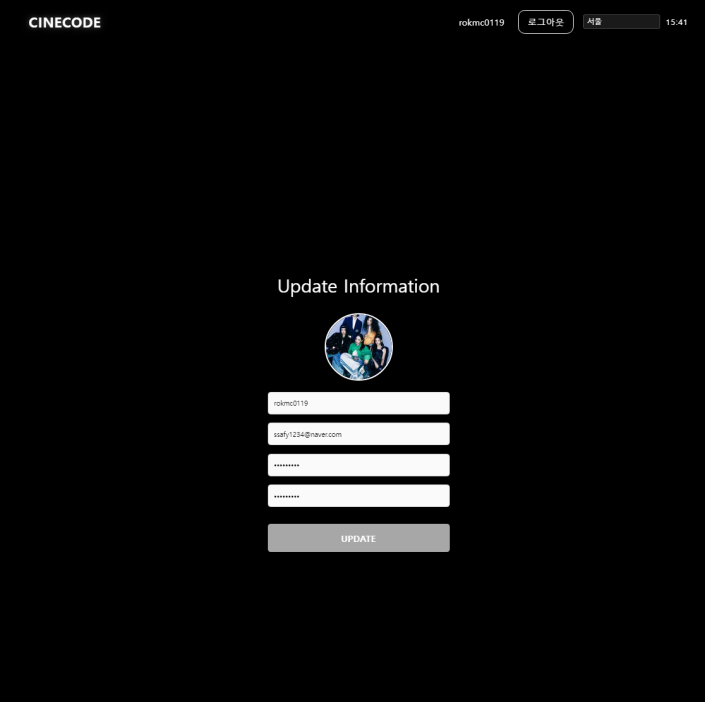 CINECODE
rokmc0119 로그아웃 서울 15:41
Update Information
rokmc0119
ssafy1234@naver.com
•••••••••
•••••••••
UPDATE